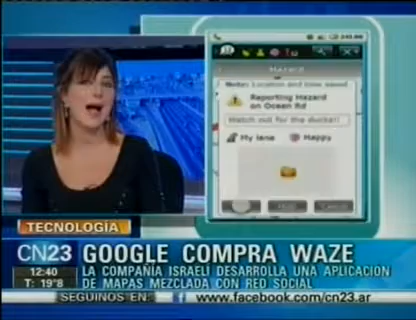 Hazard
Note: Location and time saved
Reporting Hazard
on Ocean Rd
Watch out for the ducks!!
My lane
Happy
Cancel
TECNOLOGÍA
CN23
GOOGLE COMPRA WAZE
12:40
T: 19°8
LA COMPAÑIA ISRAELÍ DESARROLLA UNA APLICACIÓN
DE MAPAS MEZCLADA CON RED SOCIAL
SEGUINOS EN: f www.facebook.com/cn23.ar